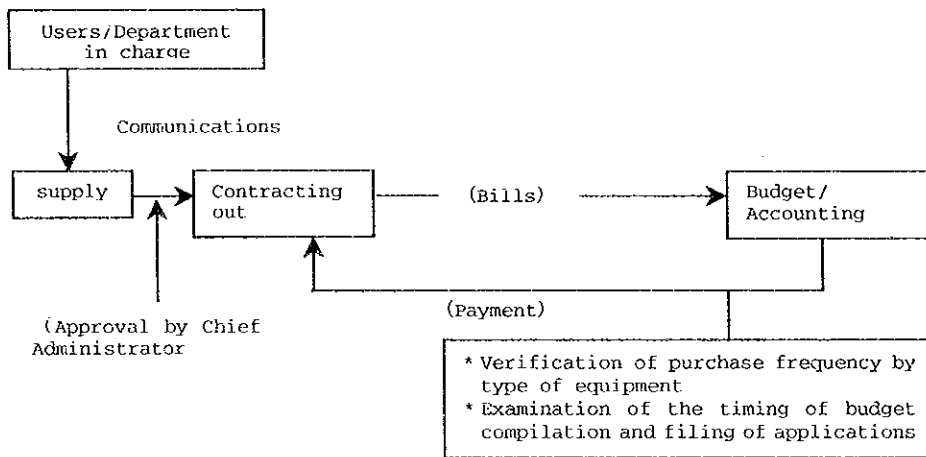 Users/Department
in charge
Communications
supply
Contracting
out
(Bills)
Budget/
Accounting
(Approval by Chief
Administrator
(Payment)
* Verification of purchase frequency by
type of equipment
* Examination of the timing of budget
compilation and filing of applications